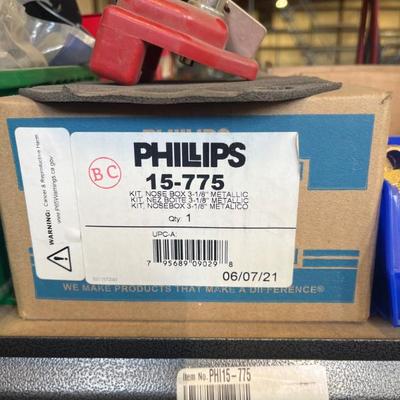 PHILLIPS
PHILLIPS
15-775
BC
KIT, NOSE BOX 3-1/8" METALLIC
KIT, NEZ BOITE 3-1/8" METALLIC
KIT, NOSEBOX 3-1/8" METALICO
Qty. 1
UPC-A:
7 95689 09029 8
06/07/21
WARNING:
Cancer & Reproductive Harm
www.P65Warnings.ca.gov
WE MAKE PRODUCTS THAT MAKE A DIFFERENCE®
Item No. PHI15-775